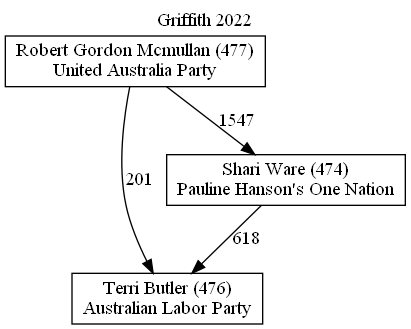 Griffith 2022
Robert Gordon Mcmullan (477)
United Australia Party
1547
201
Shari Ware (474)
Pauline Hanson's One Nation
618
Terri Butler (476)
Australian Labor Party